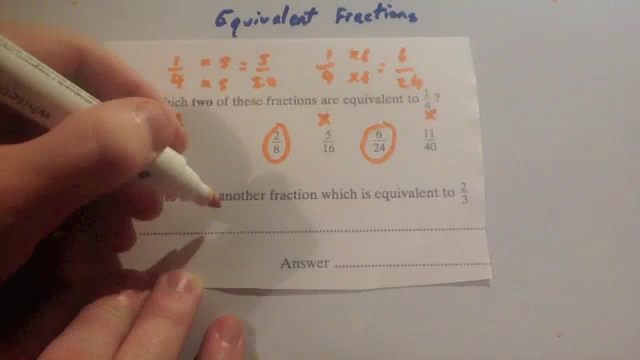 Equivalent Fractions
1/4 ×5 ×5 = 5/20 1/4 ×6 ×6 = 6/24
which two of these fractions are equivalent to 1/4?
× ×
2/8 5/16 6/24 11/40
another fraction which is equivalent to 2/3
Answer